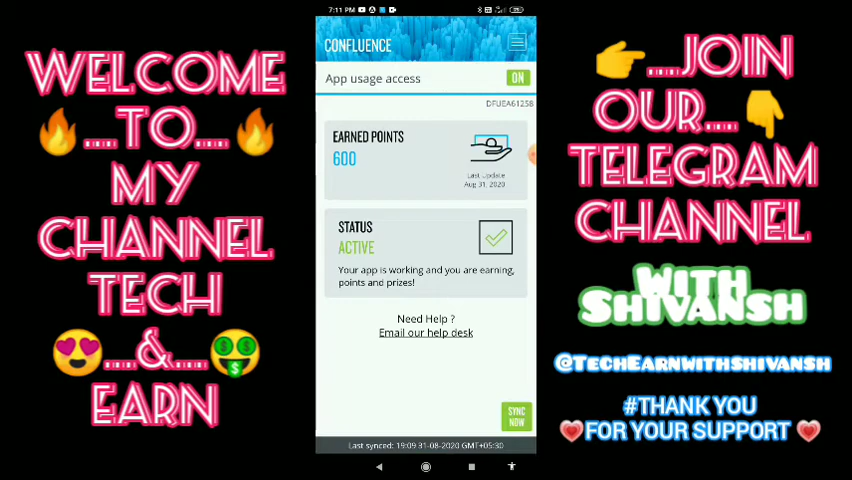 WELCOME
....TO....
MY
CHANNEL
TECH
....&....
EARN
7:11 PM
CONFLUENCE
App usage access
ON
DFUEA61258
EARNED POINTS
600
Last Update
Aug 31, 2020
STATUS
ACTIVE
Your app is working and you are earning,
points and prizes!
Need Help ?
Email our help desk
SYNC
NOW
Last synced: 19:09 31-08-2020 GMT+05:30
....JOIN
OUR....
TELEGRAM
CHANNEL
WITH
SHIVANSH
@TECHEARNWITHSHIVANSH
#THANK YOU
FOR YOUR SUPPORT